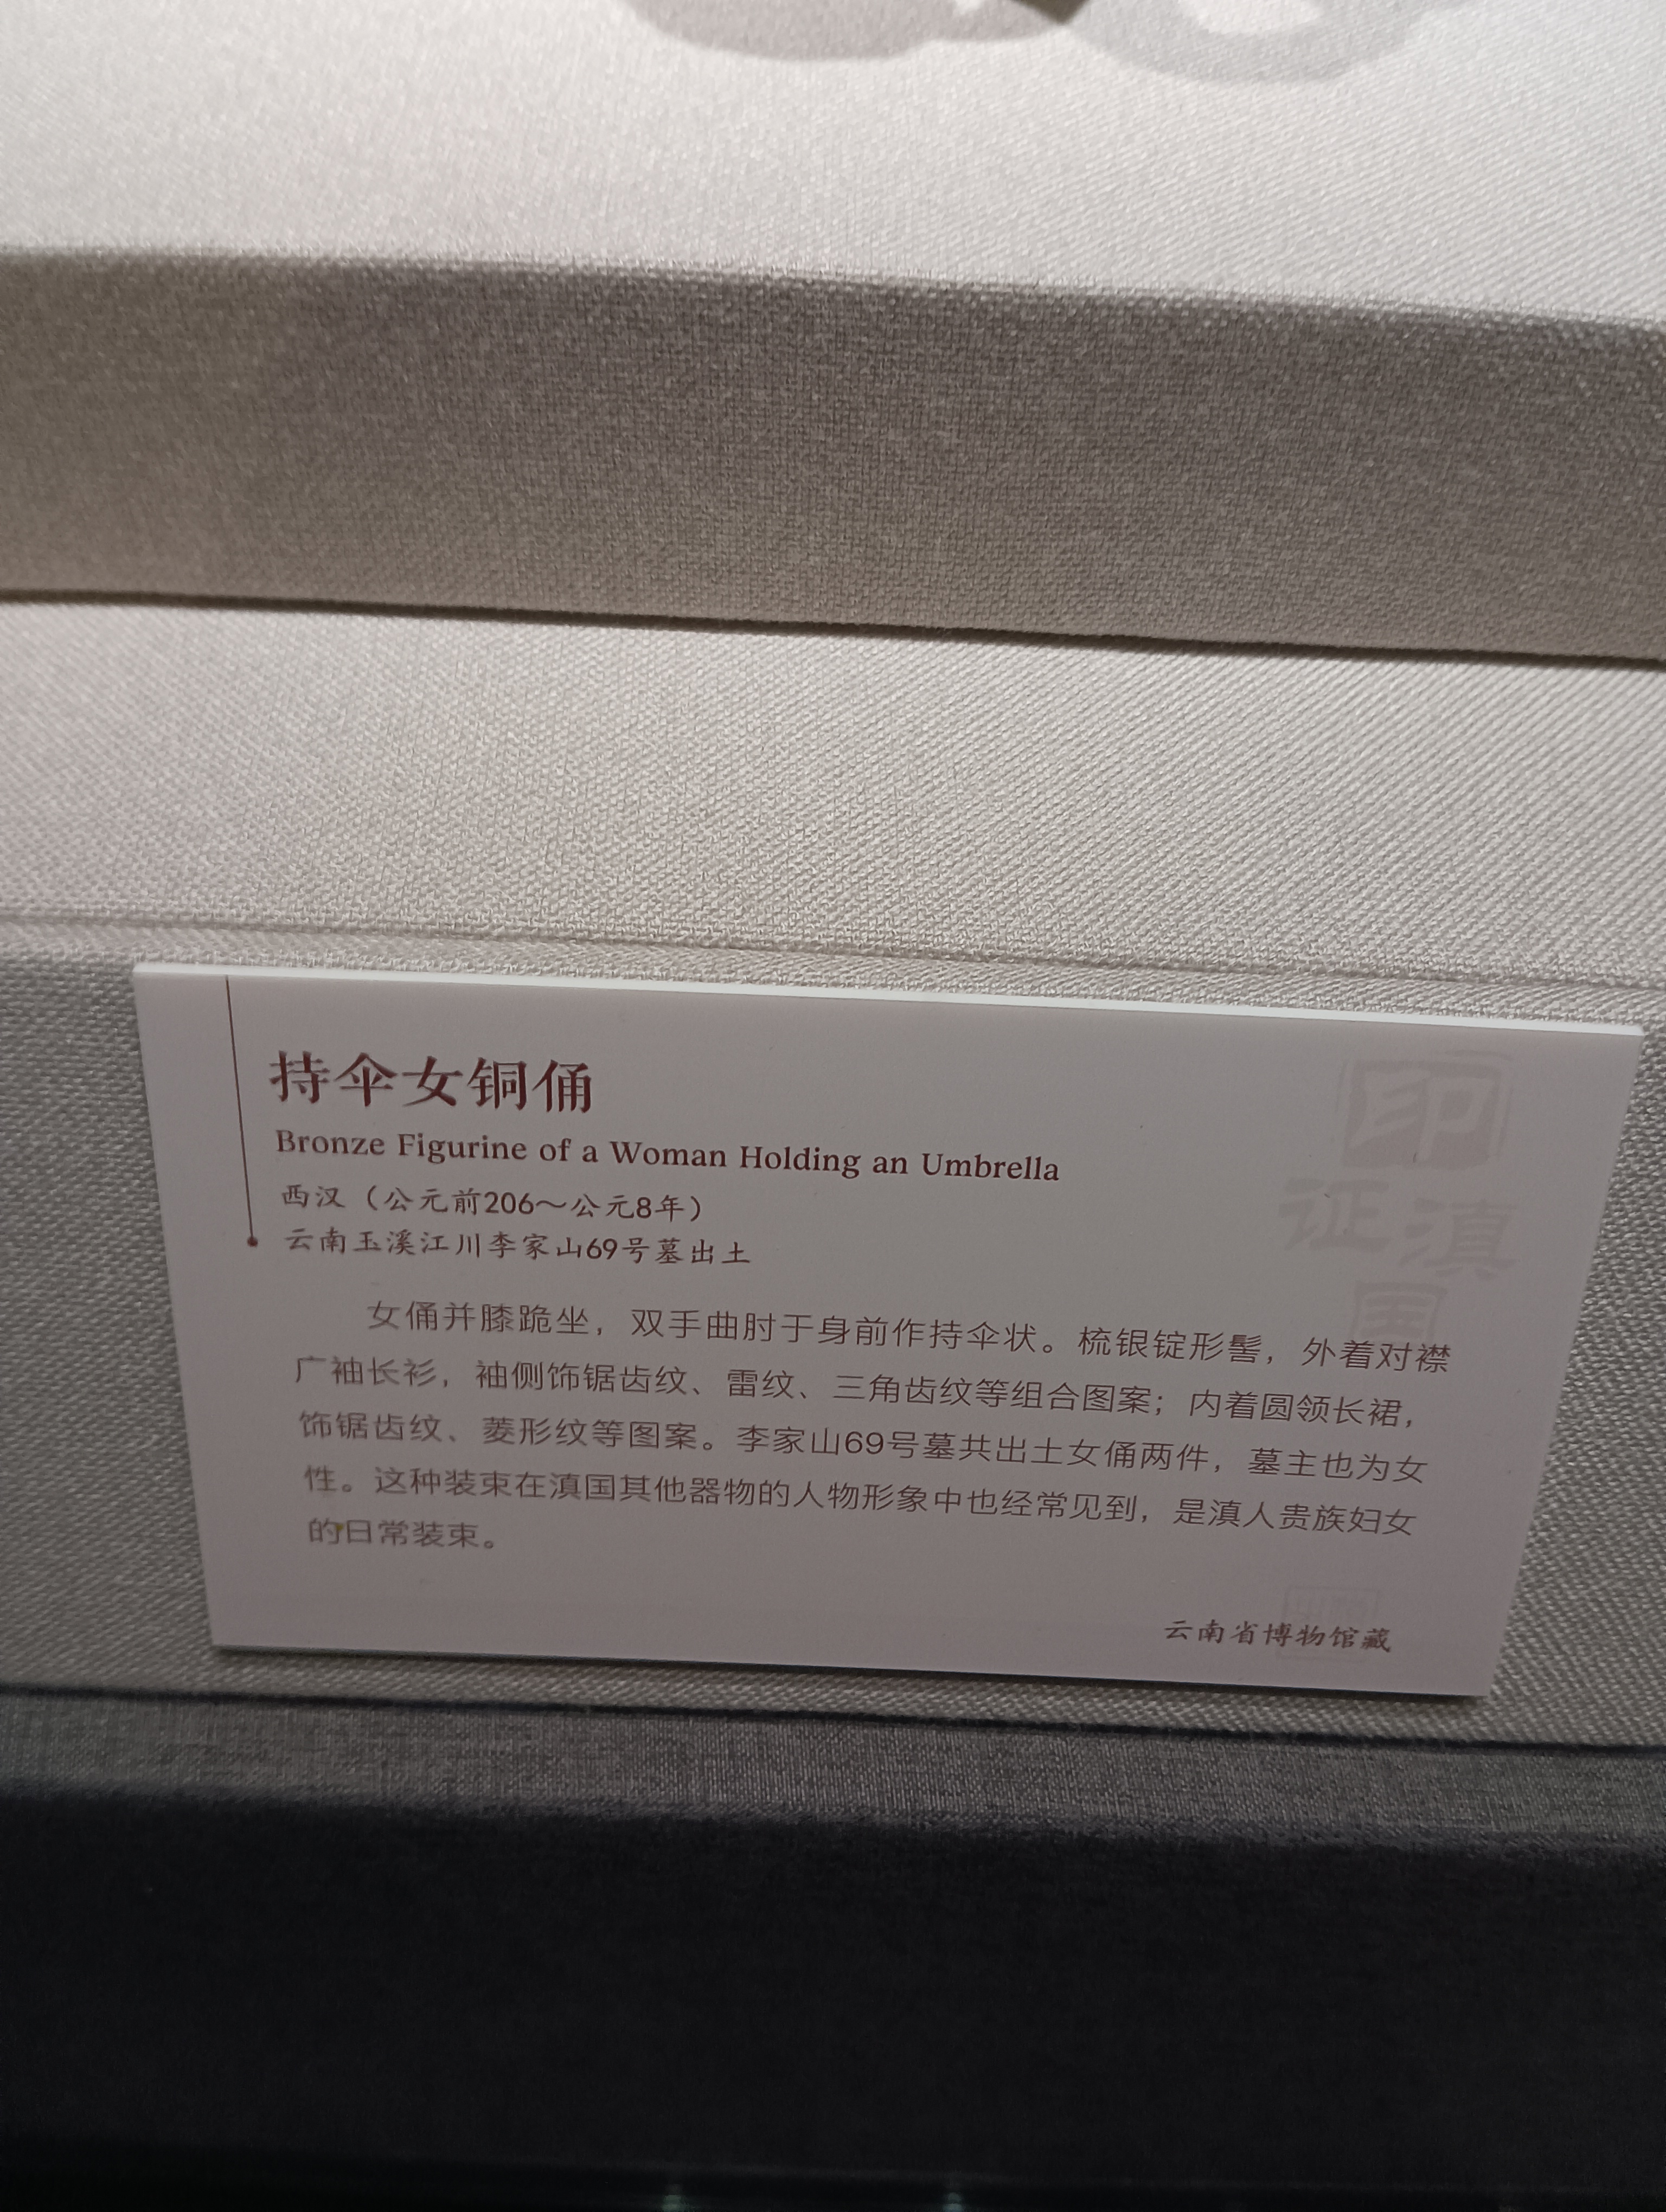 持伞女铜俑
Bronze Figurine of a Woman Holding an Umbrella
西汉（公元前206～公元8年）
云南玉溪江川李家山69号墓出土
女俑并膝跪坐，双手曲肘于身前作持伞状。梳银锭形髻，外着对襟
广袖长衫，袖侧饰锯齿纹、雷纹、三角齿纹等组合图案；内着圆领长裙，
饰锯齿纹、菱形纹等图案。李家山69号墓共出土女俑两件，墓主也为女
性。这种装束在滇国其他器物的人物形象中也经常见到，是滇人贵族妇女
的日常装束。
云南省博物馆藏
印
证滇
国